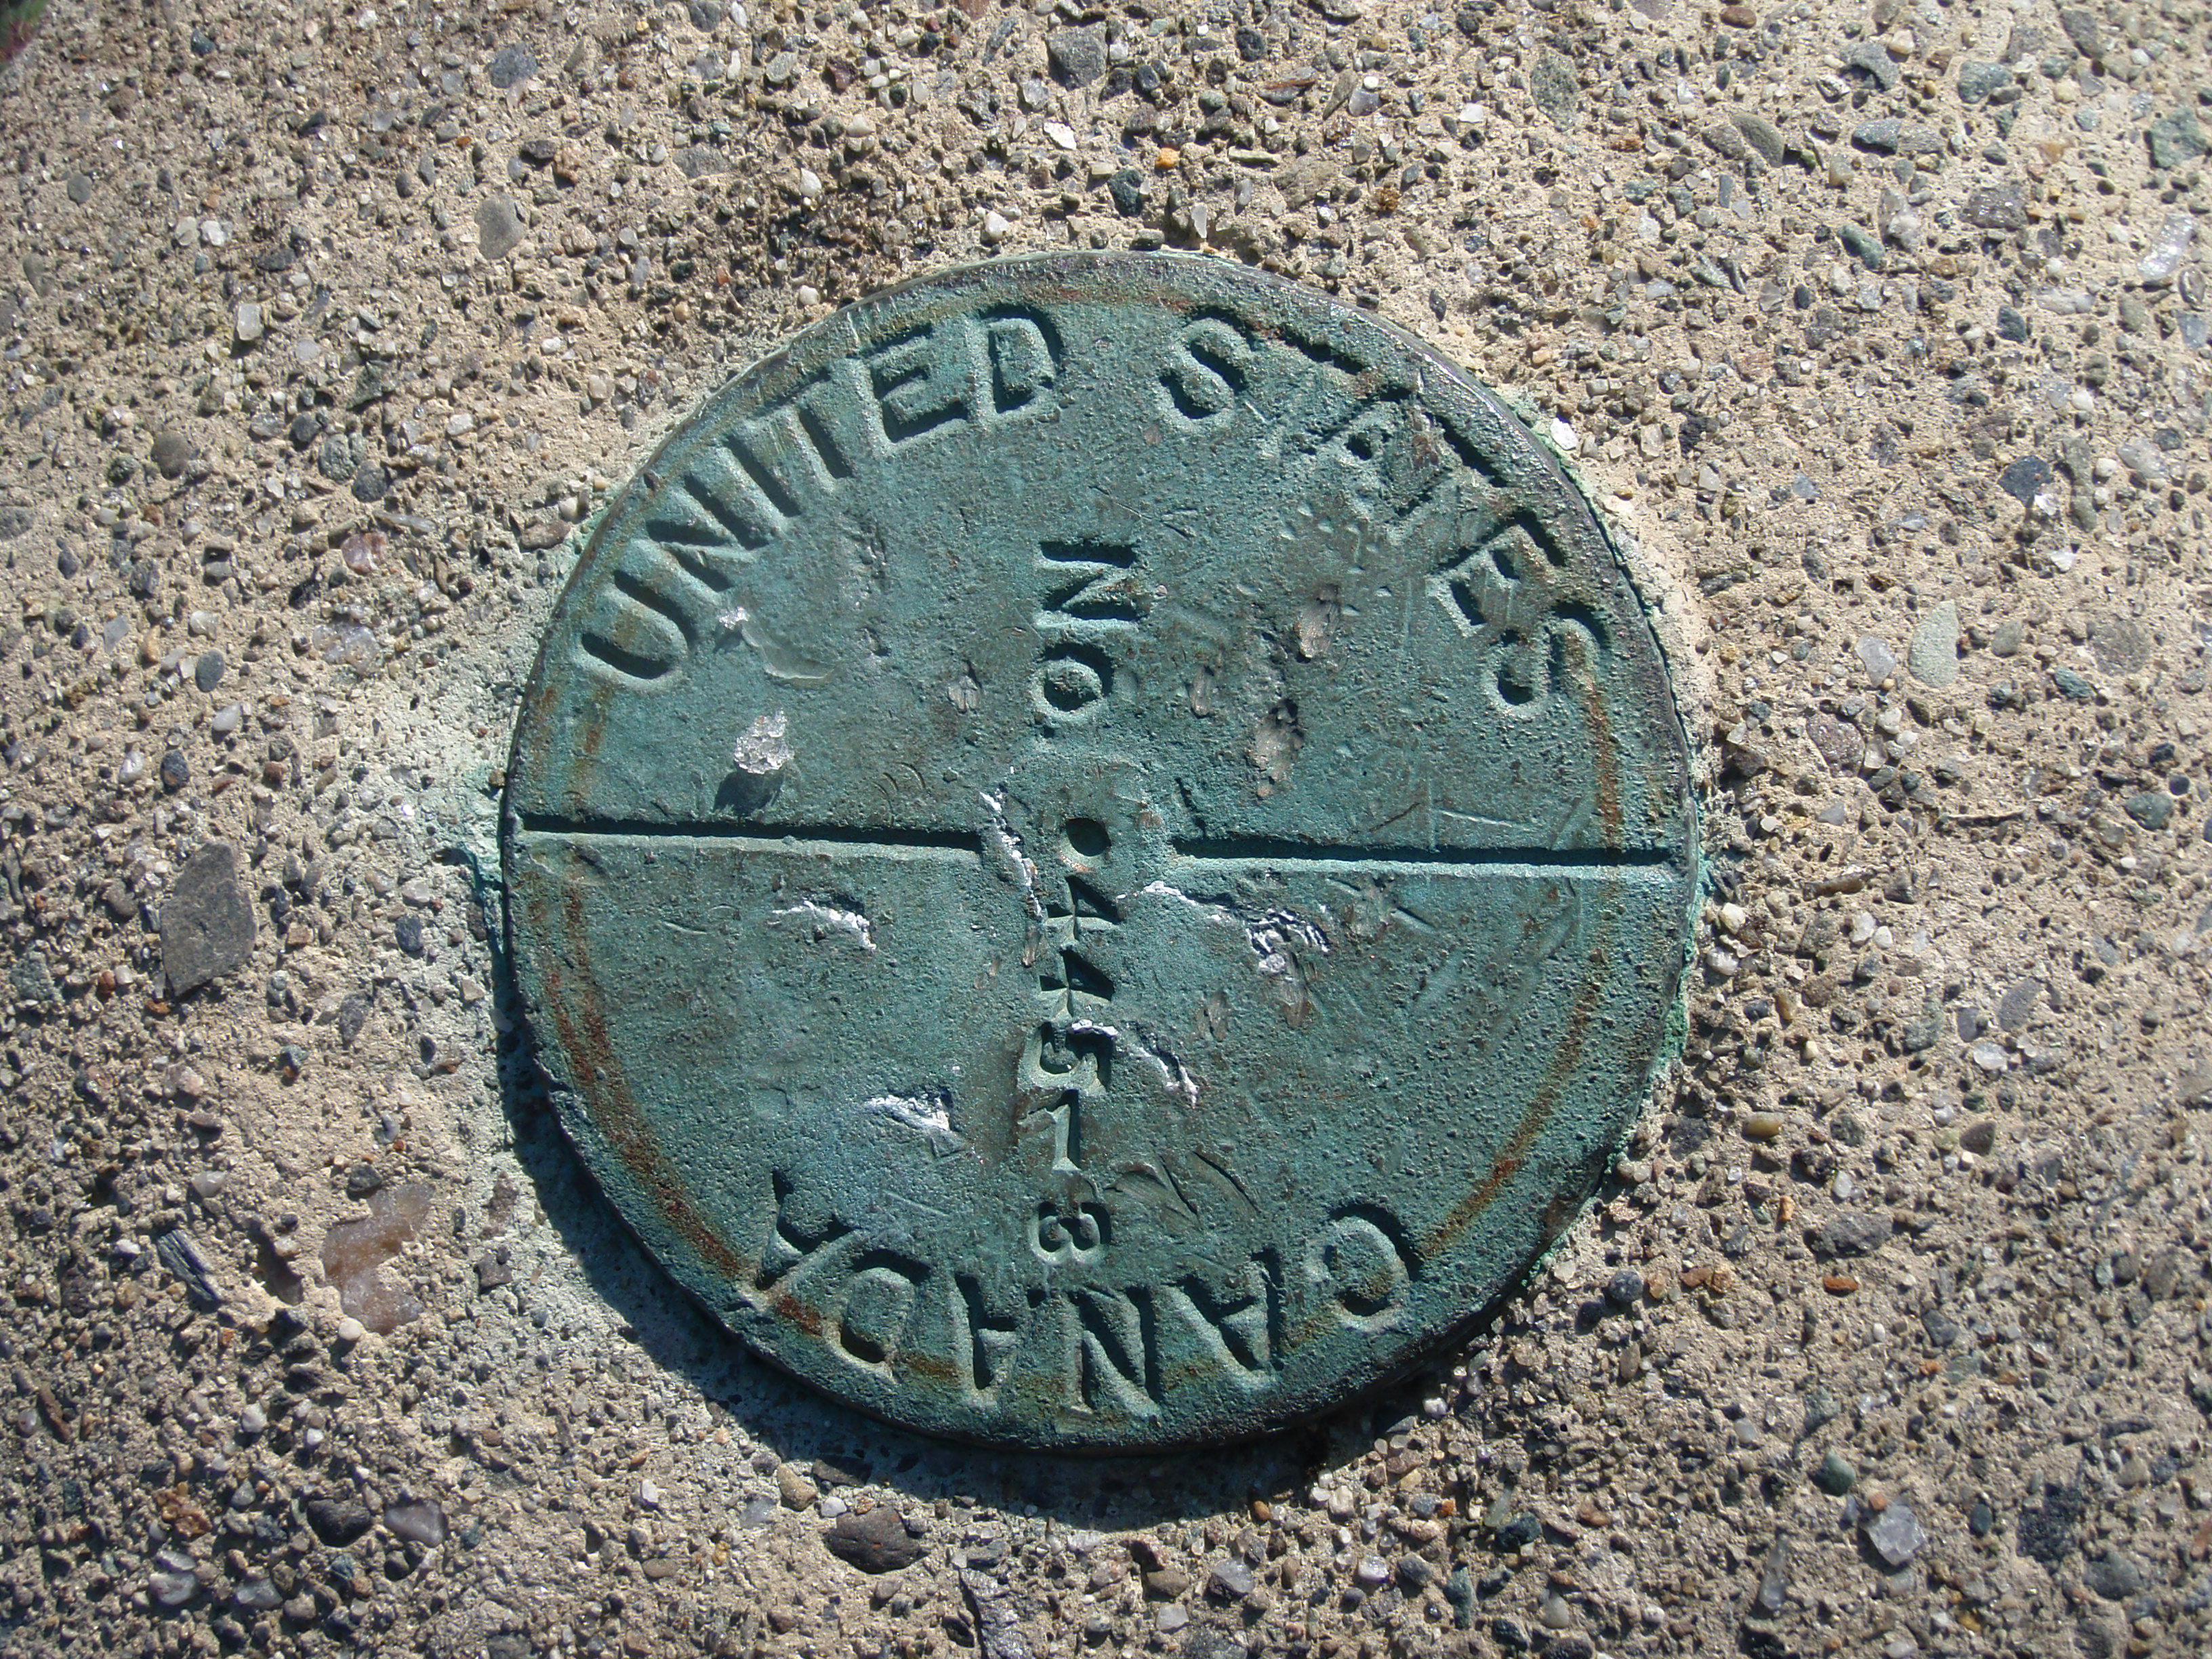 UNITED STATES
NO
44513
CANADA